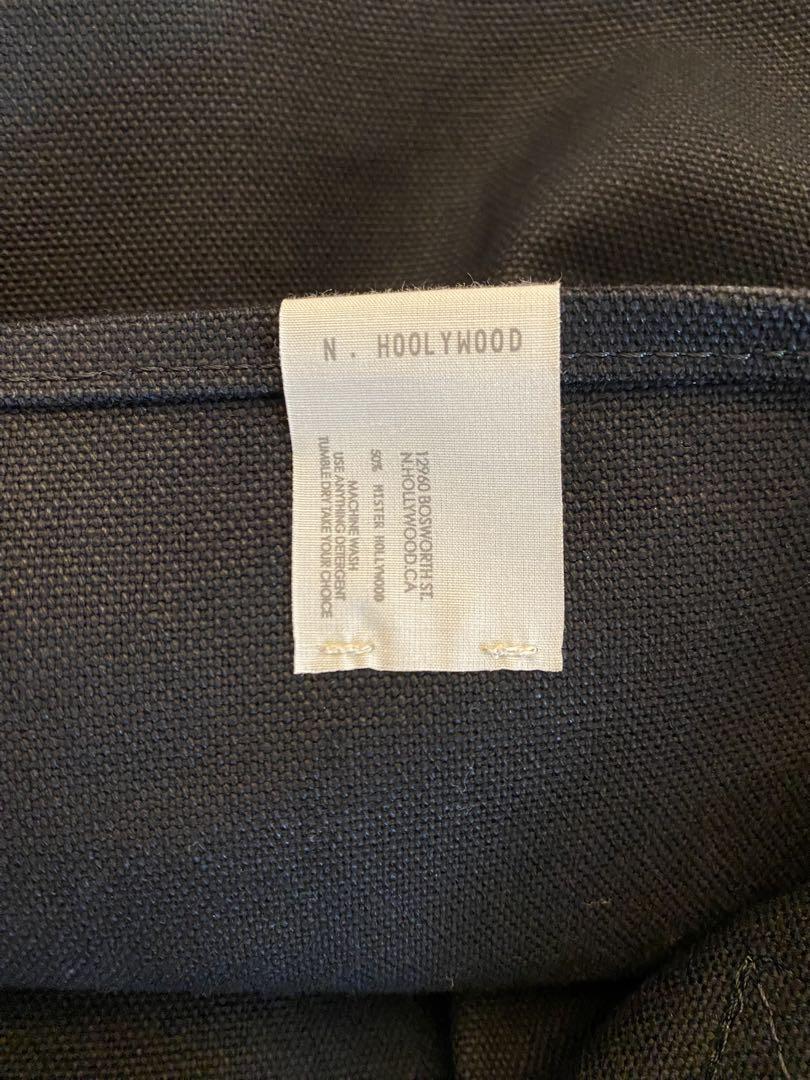 N. HOOLYWOOD
12960 BOSWORTH ST.
N.HOLLYWOOD.CA
50% MISTER HOLLYWOOD
MACHINE WASH
USE ANYTHING DETERGENT
TUMBLE DRY TAKE YOUR CHOICE